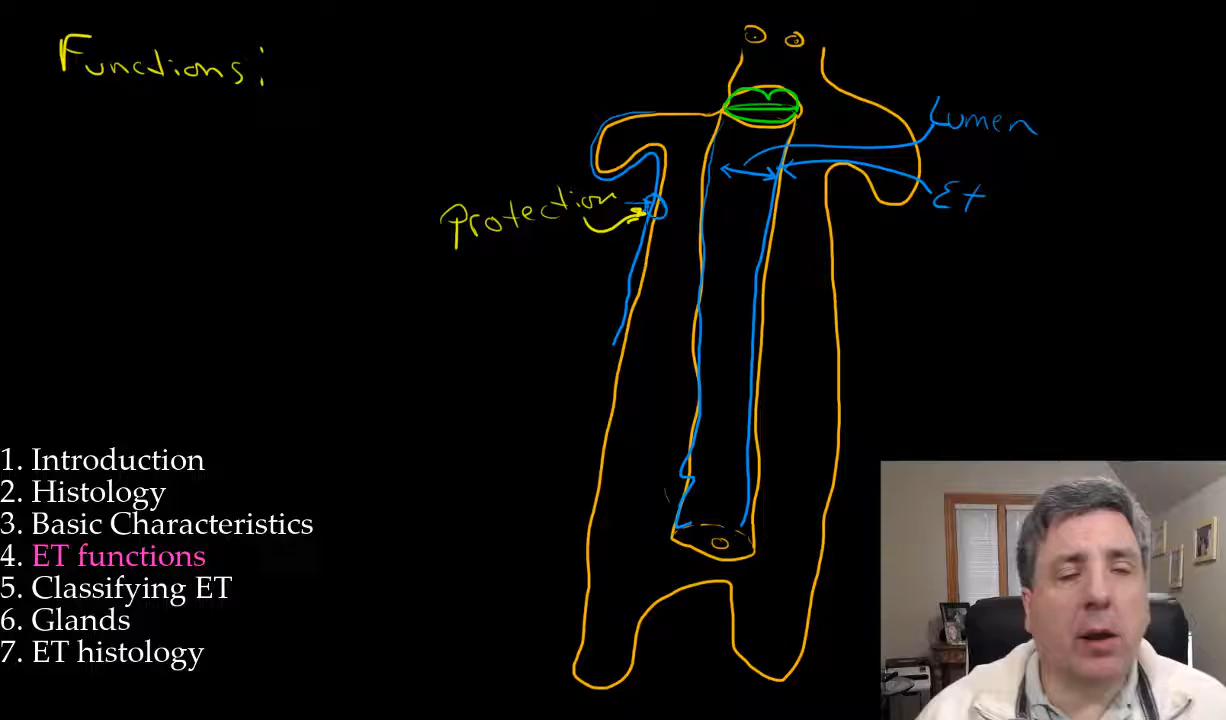 Functions:
Lumen
Et
Protection
1. Introduction
2. Histology
3. Basic Characteristics
4. ET functions
5. Classifying ET
6. Glands
7. ET histology